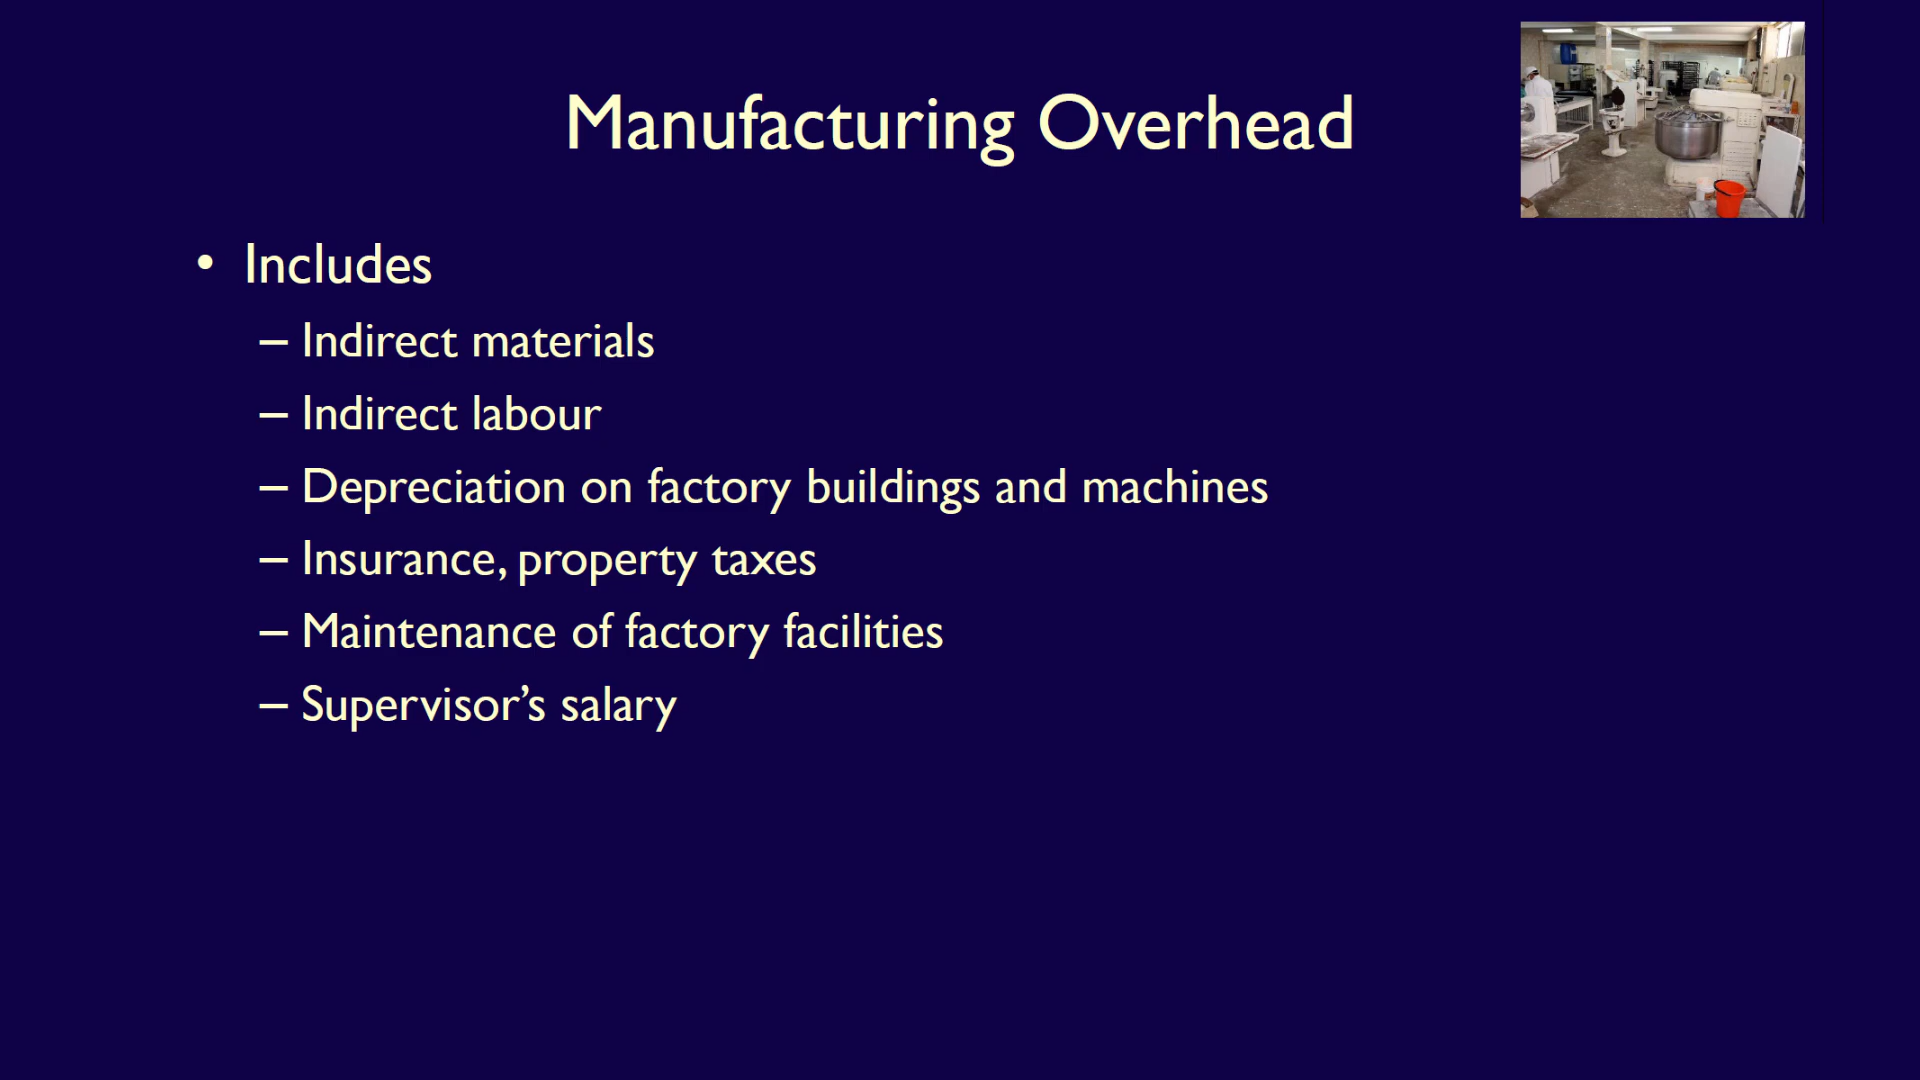 Manufacturing Overhead
• Includes
– Indirect materials
– Indirect labour
– Depreciation on factory buildings and machines
– Insurance, property taxes
– Maintenance of factory facilities
– Supervisor’s salary